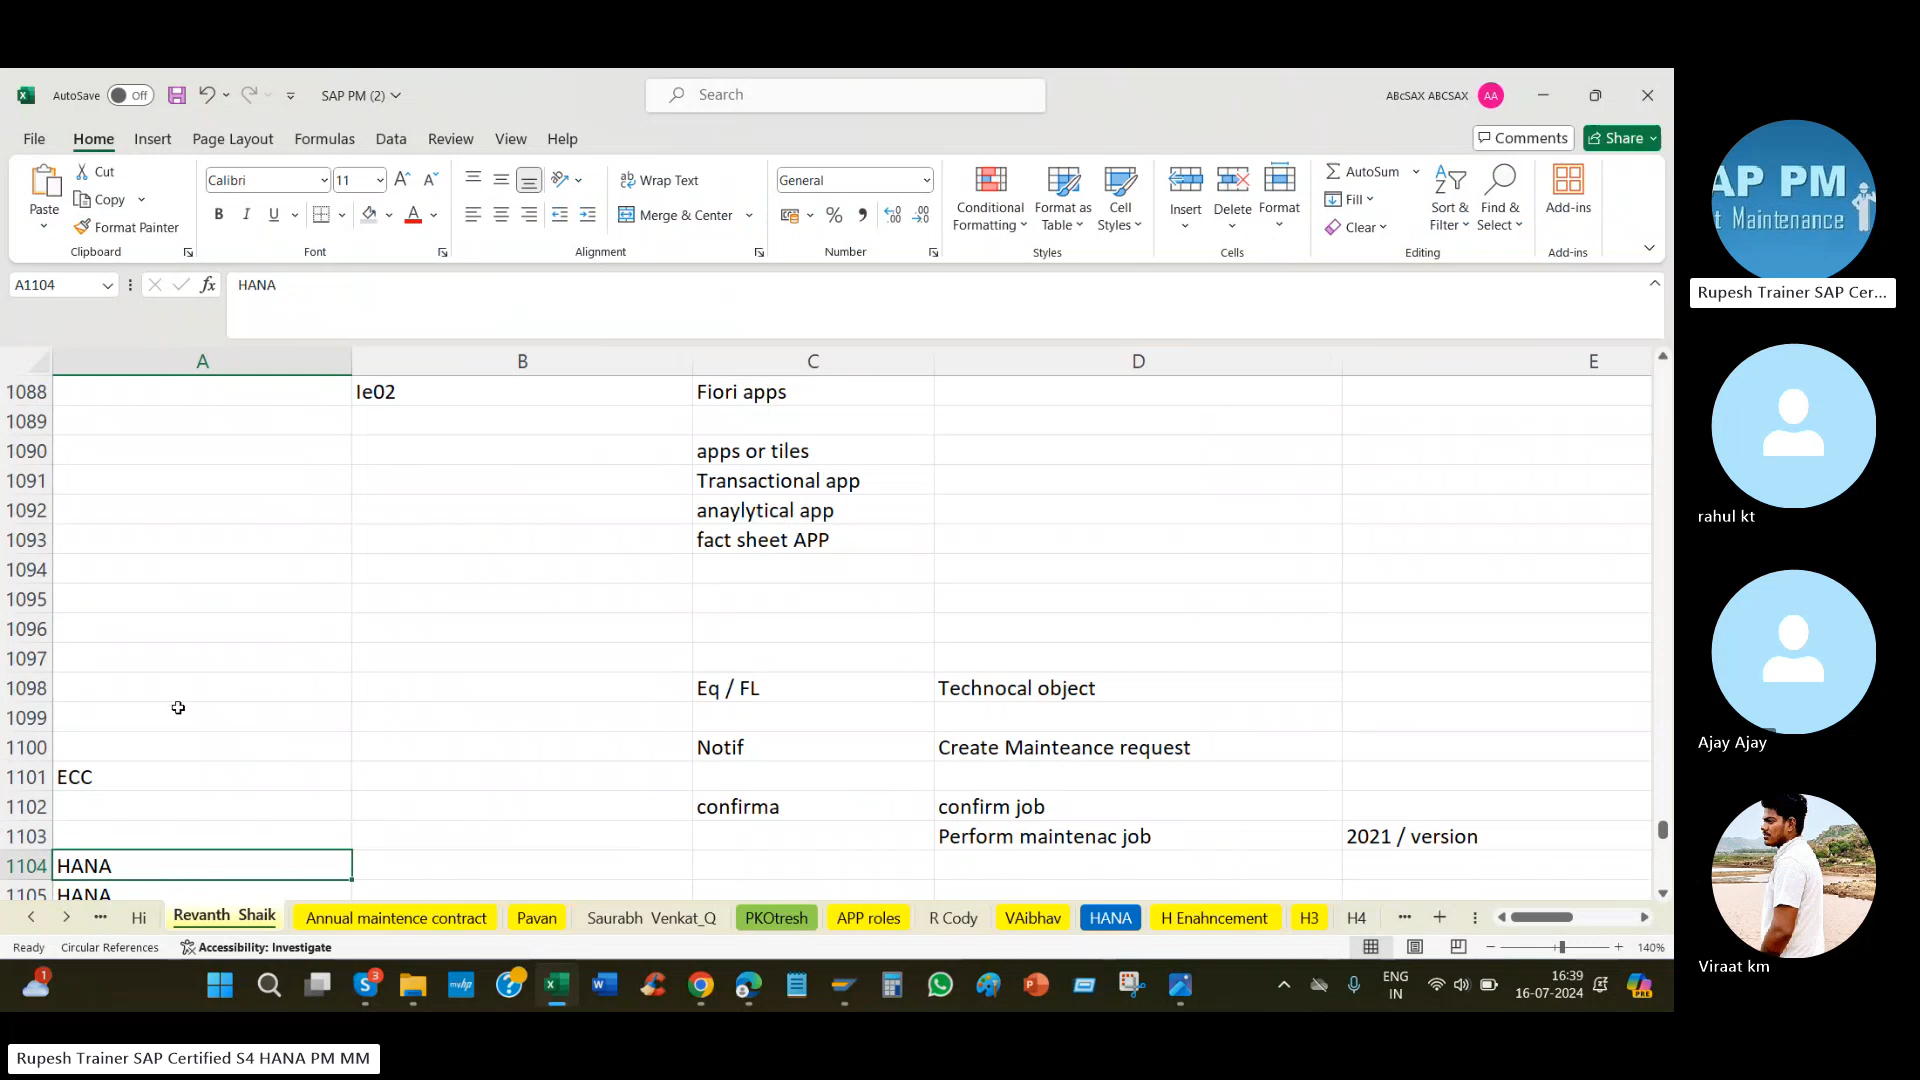 AutoSave Off SAP PM (2) Search ABcSAX ABCSAX AA
File Home Insert Page Layout Formulas Data Review View Help Comments Share
Paste Cut Copy Format Painter Clipboard
Calibri 11 B I U A Font
Wrap Text Merge & Center Alignment
General % Number
Conditional Formatting Format as Table Cell Styles Styles
Insert Delete Format Cells
AutoSum Fill Clear Sort & Filter Find & Select Editing
Add-ins Add-ins
A1104 fx HANA
A B C D E
1088 Ie02 Fiori apps
1089
1090 apps or tiles
1091 Transactional app
1092 anaylytical app
1093 fact sheet APP
1094
1095
1096
1097
1098 Eq / FL Technocal object
1099
1100 Notif Create Mainteance request
1101 ECC
1102 confirma confirm job
1103 Perform maintenac job 2021 / version
1104 HANA
1105 HANA
Hi Revanth Shaik Annual maintence contract Pavan Saurabh Venkat_Q PKOtresh APP roles R Cody VAibhav HANA H Enahncement H3 H4
Ready Circular References Accessibility: Investigate 140%
1 3 mvhp ENG IN 16:39 16-07-2024 PRE
AP PM
t Maintenance
Rupesh Trainer SAP Cer...
rahul kt
Ajay Ajay
Viraat km
Rupesh Trainer SAP Certified S4 HANA PM MM